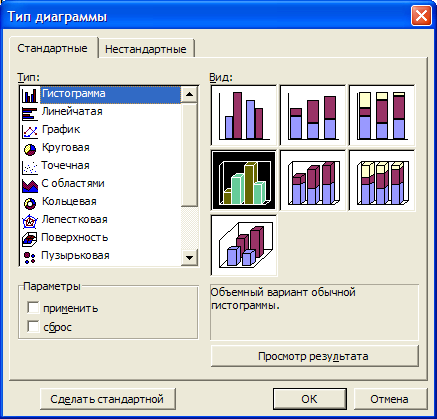 Тип диаграммы
Стандартные Нестандартные
Тип:
Гистограмма
Линейчатая
График
Круговая
Точечная
С областями
Кольцевая
Лепестковая
Поверхность
Пузырьковая
Вид:
Параметры
применить
сброс
Объемный вариант обычной
гистограммы.
Просмотр результата
Сделать стандартной OK Отмена